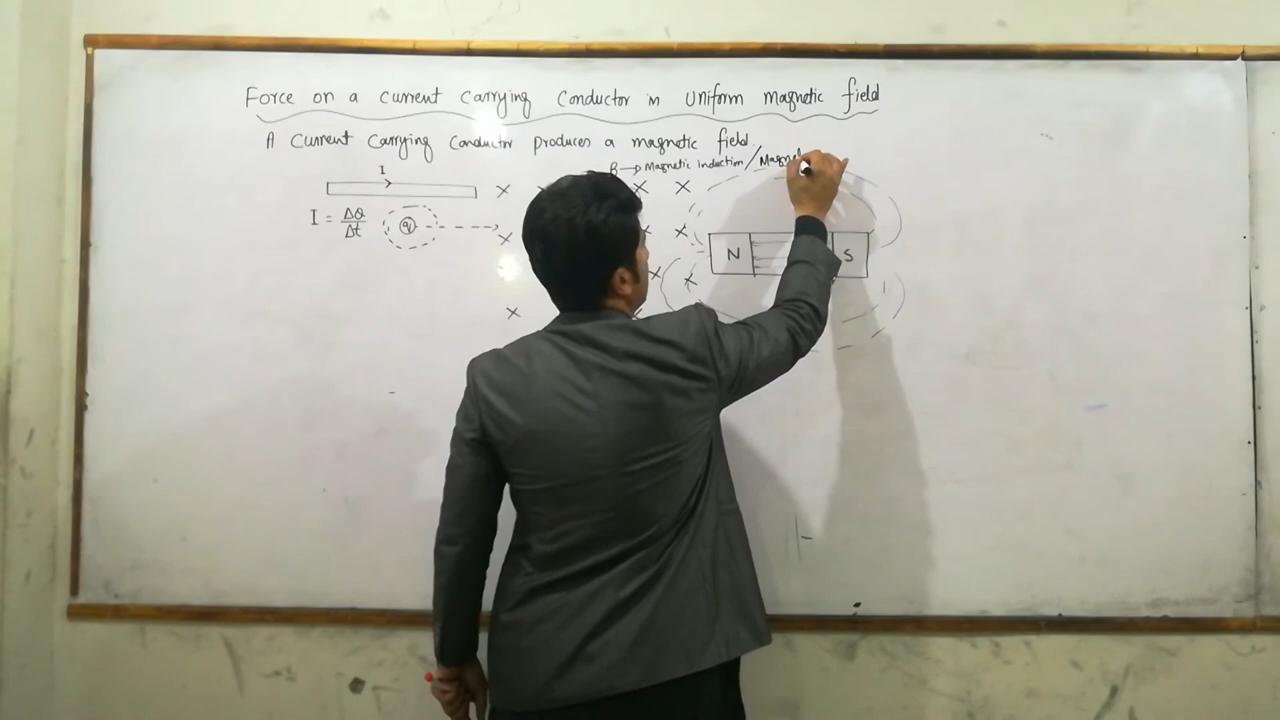 Force on a current carrying conductor in uniform magnetic field
A current carrying conductor produces a magnetic field.
B → Magnetic Induction / Magnet
I
I = ΔQ/Δt
q
N
S